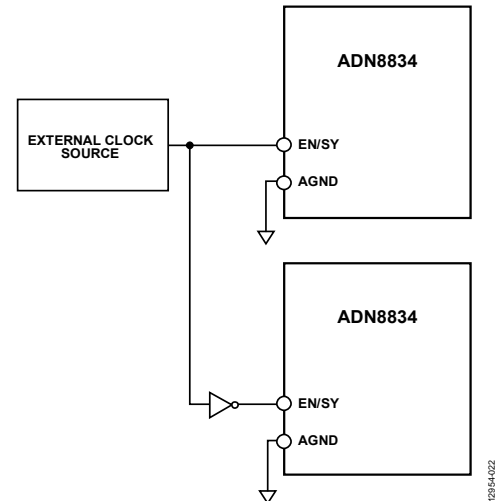 ADN8834
EXTERNAL CLOCK
SOURCE
EN/SY
AGND
ADN8834
EN/SY
AGND
12954-022